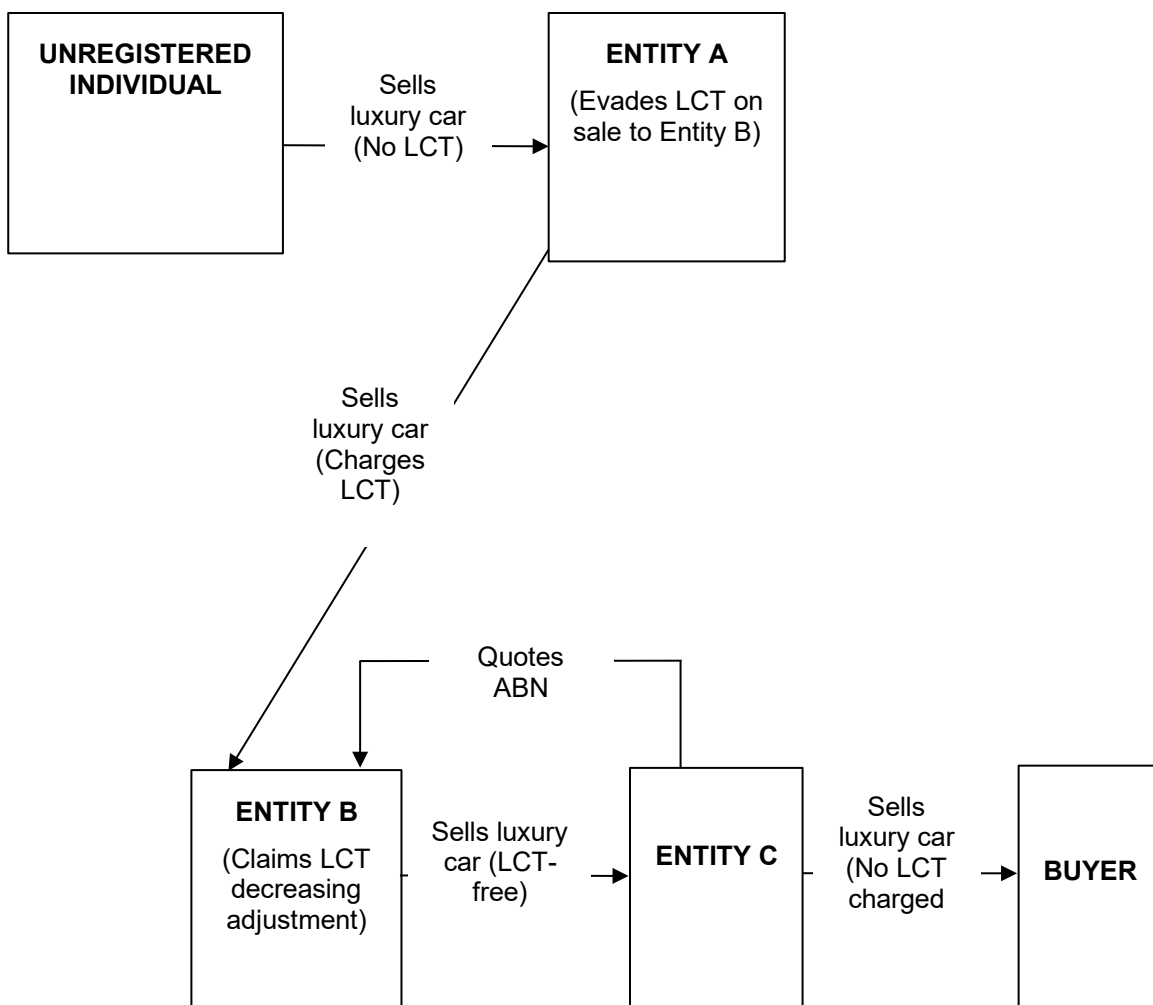 UNREGISTERED
INDIVIDUAL
Sells
luxury car
(No LCT)
ENTITY A
(Evades LCT on
sale to Entity B)
Sells
luxury car
(Charges
LCT)
Quotes
ABN
ENTITY B
(Claims LCT
decreasing
adjustment)
Sells luxury
car (LCT-
free)
ENTITY C
Sells
luxury car
(No LCT
charged
BUYER